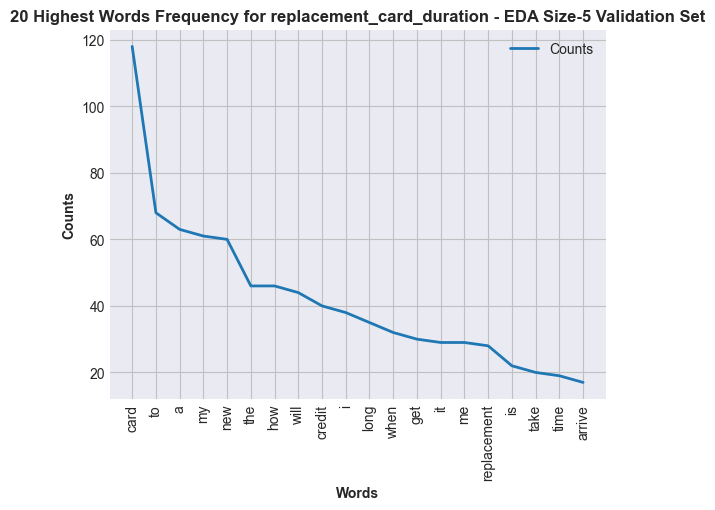 20 Highest Words Frequency for replacement_card_duration - EDA Size-5 Validation Set
Counts
120
100
80
60
40
20
Counts
card
to
a
my
new
the
how
will
credit
i
long
when
get
it
me
replacement
is
take
time
arrive
Words